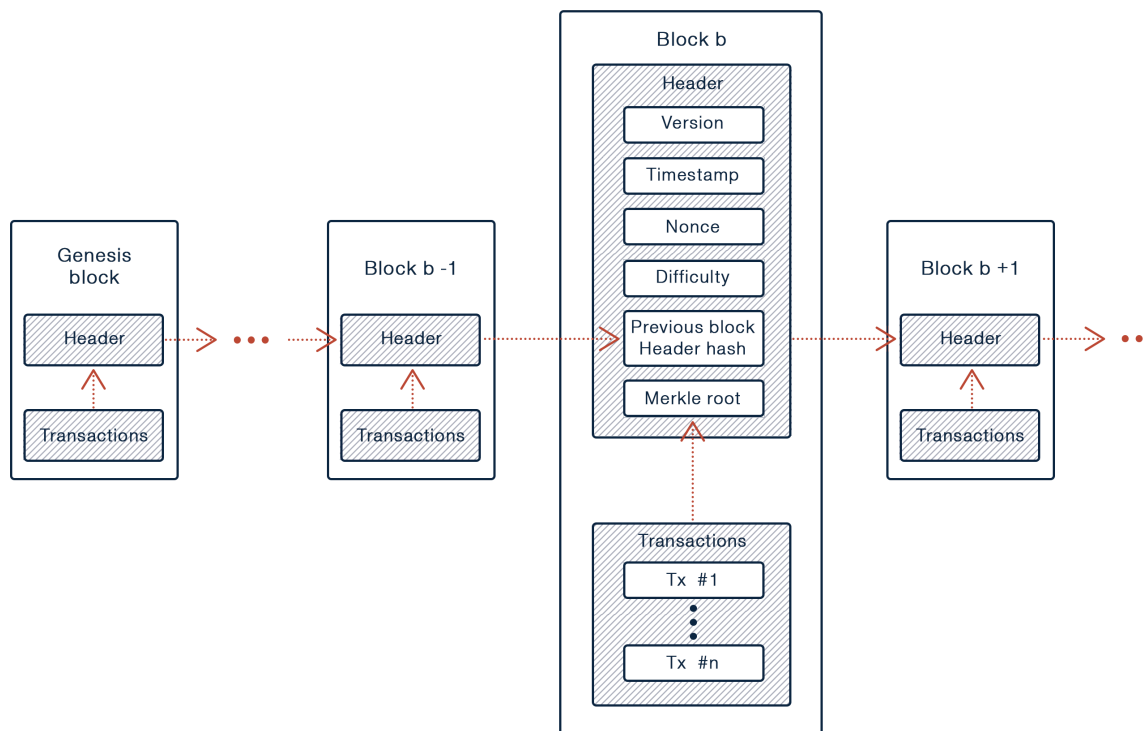 Genesis
block
Header
Transactions
Block b -1
Header
Transactions
Block b
Header
Version
Timestamp
Nonce
Difficulty
Previous block
Header hash
Merkle root
Transactions
Tx #1
Tx #n
Block b +1
Header
Transactions